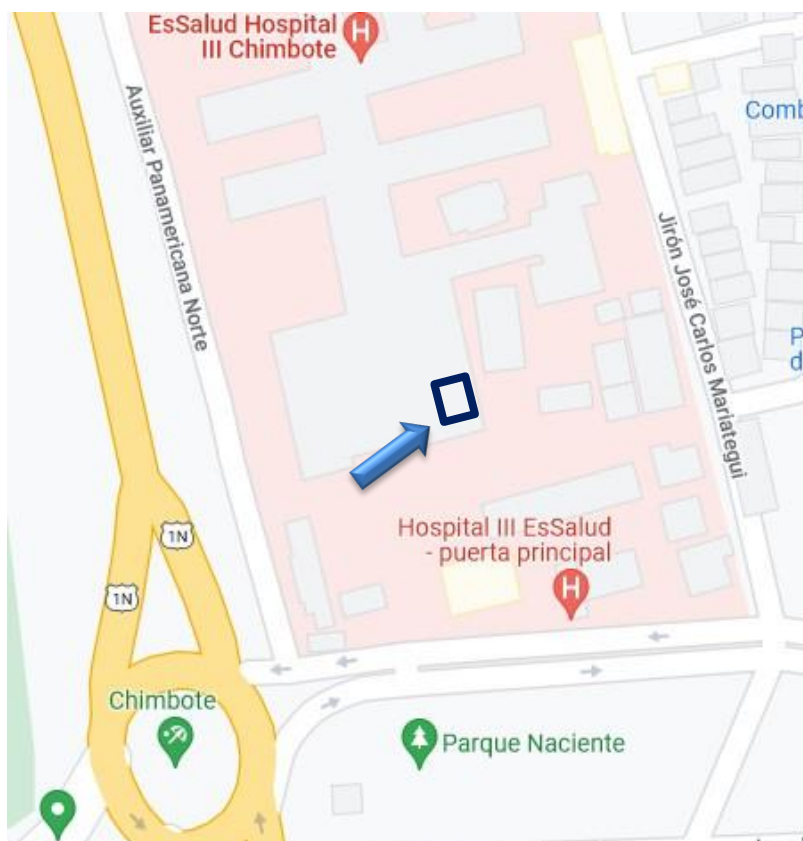 EsSalud Hospital
III Chimbote
H
Auxiliar Panamericana Norte
Comb
Jirón José Carlos Mariategui
P
d
Hospital III EsSalud
- puerta principal
H
1N
1N
Chimbote
Parque Naciente